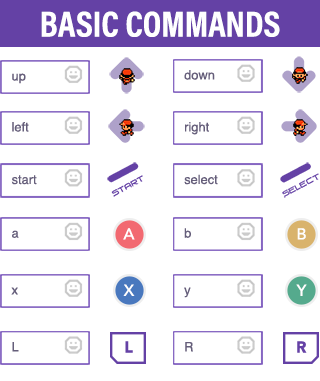 BASIC COMMANDS
up down
left right
start START select SELECT
a A b B
x X y Y
L L R R